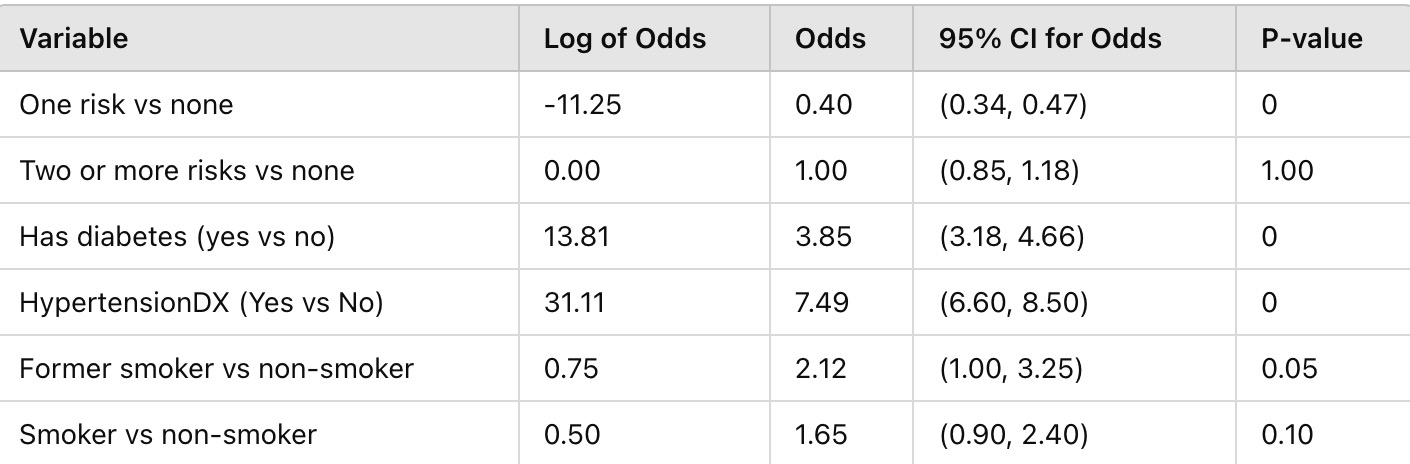 Variable Log of Odds Odds 95% CI for Odds P-value
One risk vs none -11.25 0.40 (0.34, 0.47) 0
Two or more risks vs none 0.00 1.00 (0.85, 1.18) 1.00
Has diabetes (yes vs no) 13.81 3.85 (3.18, 4.66) 0
HypertensionDX (Yes vs No) 31.11 7.49 (6.60, 8.50) 0
Former smoker vs non-smoker 0.75 2.12 (1.00, 3.25) 0.05
Smoker vs non-smoker 0.50 1.65 (0.90, 2.40) 0.10